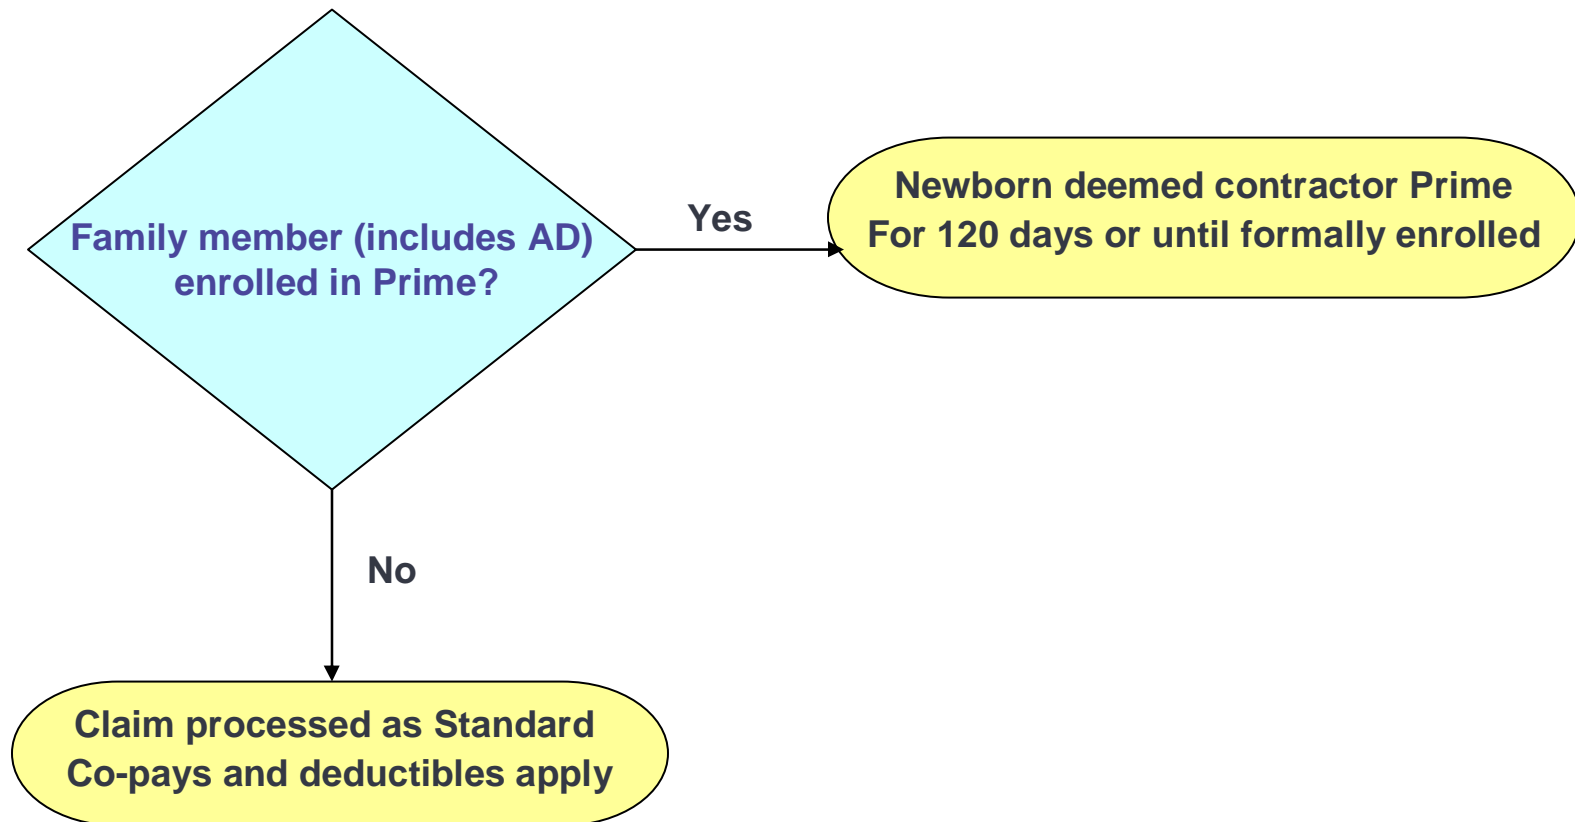 Family member (includes AD)
enrolled in Prime?
Yes
Newborn deemed contractor Prime
For 120 days or until formally enrolled
No
Claim processed as Standard
Co-pays and deductibles apply